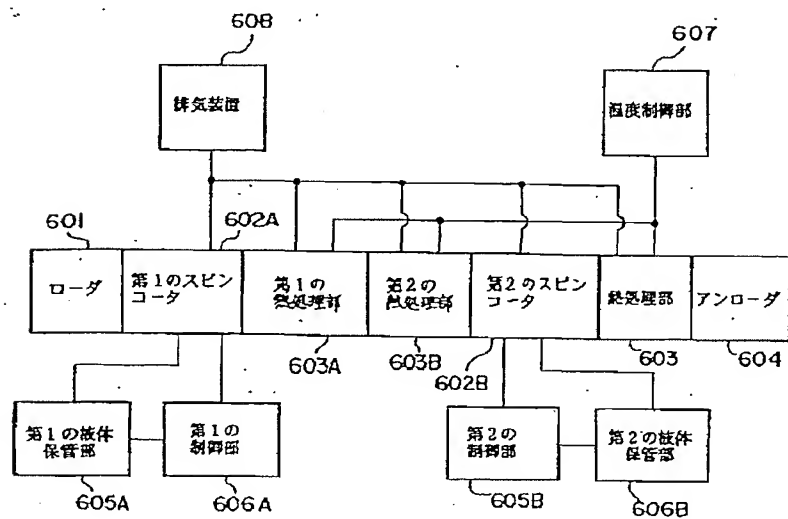 608
607
排気装置
温度制御部
601
602A
ローダ
第1のスピン
コータ
第1の
熱処理部
第2の
熱処理部
第2のスピン
コータ
熱処理部
アンローダ
603A
603B
602B
603
604
第1の液体
保管部
第1の
制御部
第2の
制御部
第2の液体
保管部
605A
606A
605B
606B